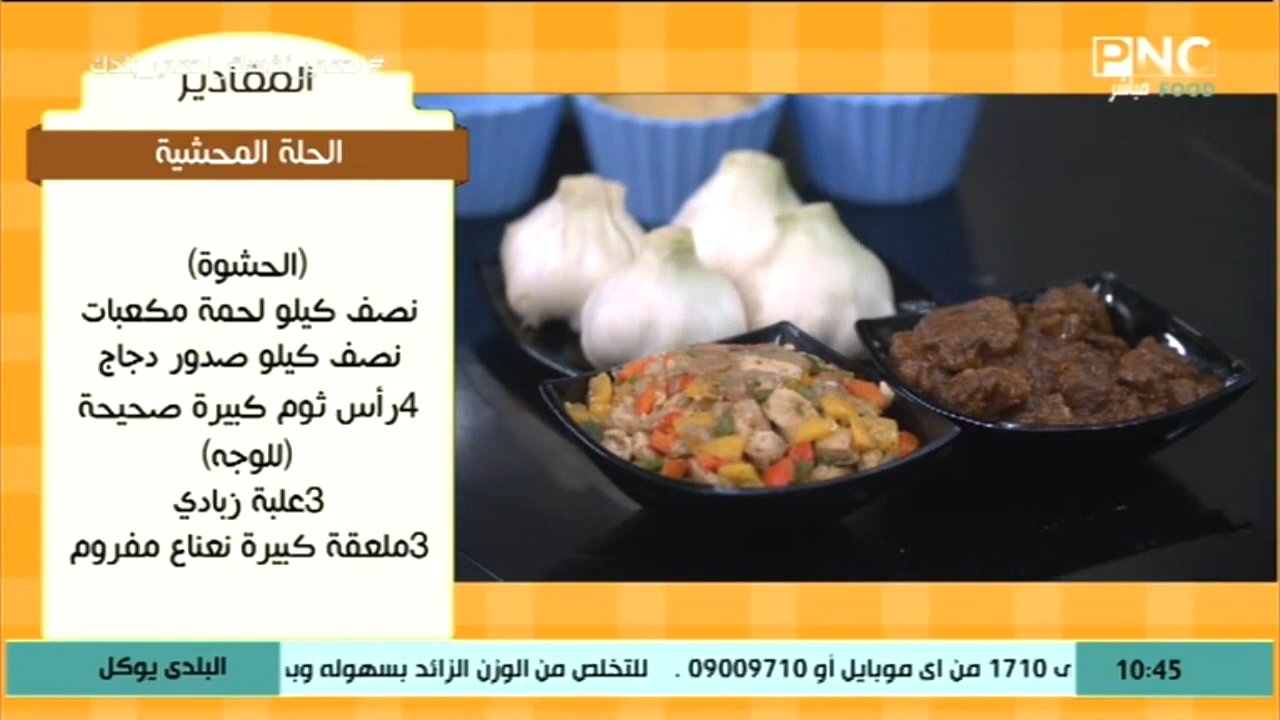 المقادير
الحلة المحشية
(الحشوة)
نصف كيلو لحمة مكعبات
نصف كيلو صدور دجاج
4رأس ثوم كبيرة صحيحة
(للوجه)
3علبة زبادي
3ملعقة كبيرة نعناع مفروم
PNC
FOOD مباشر
10:45
ى 1710 من اى موبايل أو 09009710 . للتخلص من الوزن الزائد بسهوله وبد
البلدى يوكل